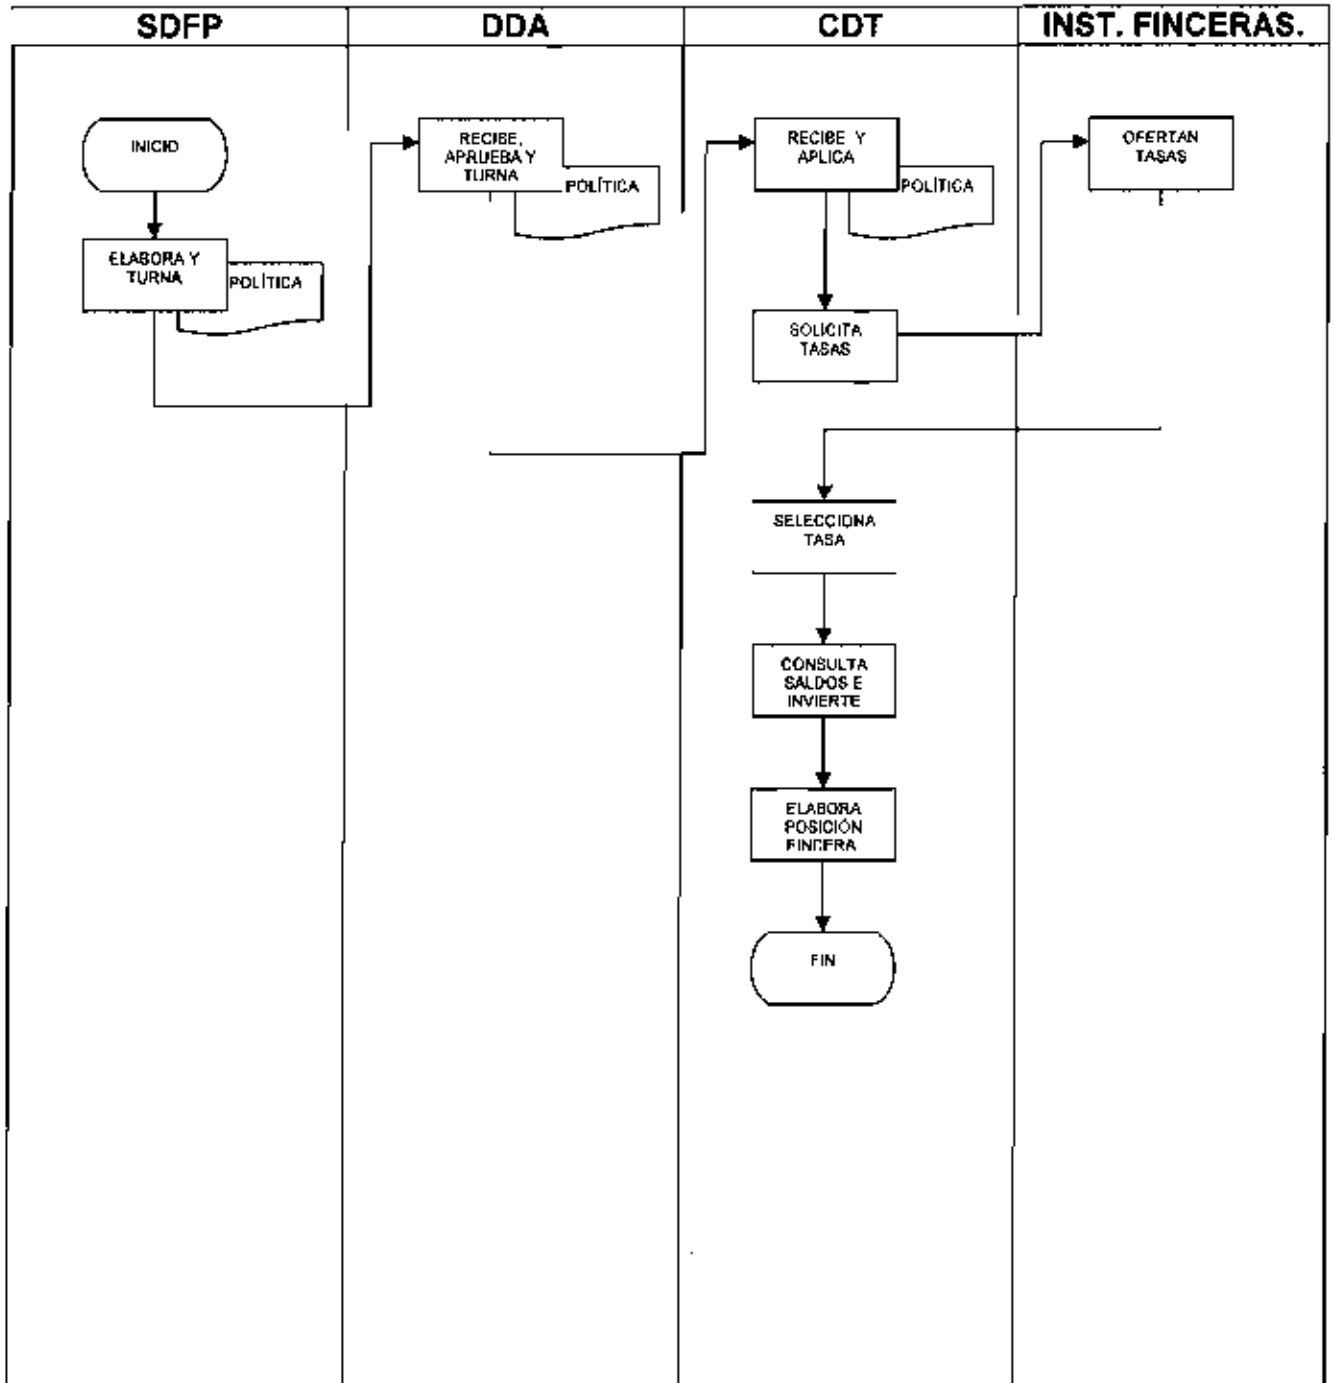 SDFP
DDA
CDT
INST. FINCERAS.
INICIO
ELABORA Y
TURNA
POLÍTICA
RECIBE,
APRUEBA Y
TURNA
POLÍTICA
RECIBE Y
APLICA
POLÍTICA
SOLICITA
TASAS
OFERTAN
TASAS
SELECCIONA
TASA
CONSULTA
SALDOS E
INVIERTE
ELABORA
POSICIÓN
FINCERA
FIN